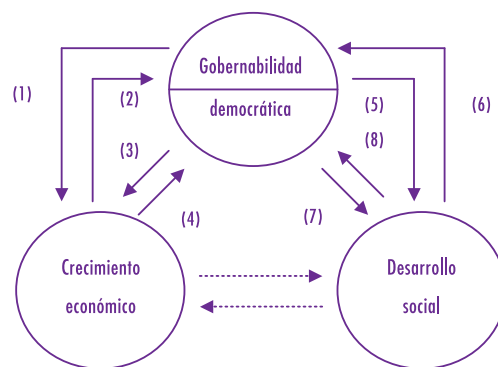 Gobernabilidad
democrática
(1)
(2)
(3)
(4)
(5)
(6)
(8)
(7)
Crecimiento
económico
Desarrollo
social